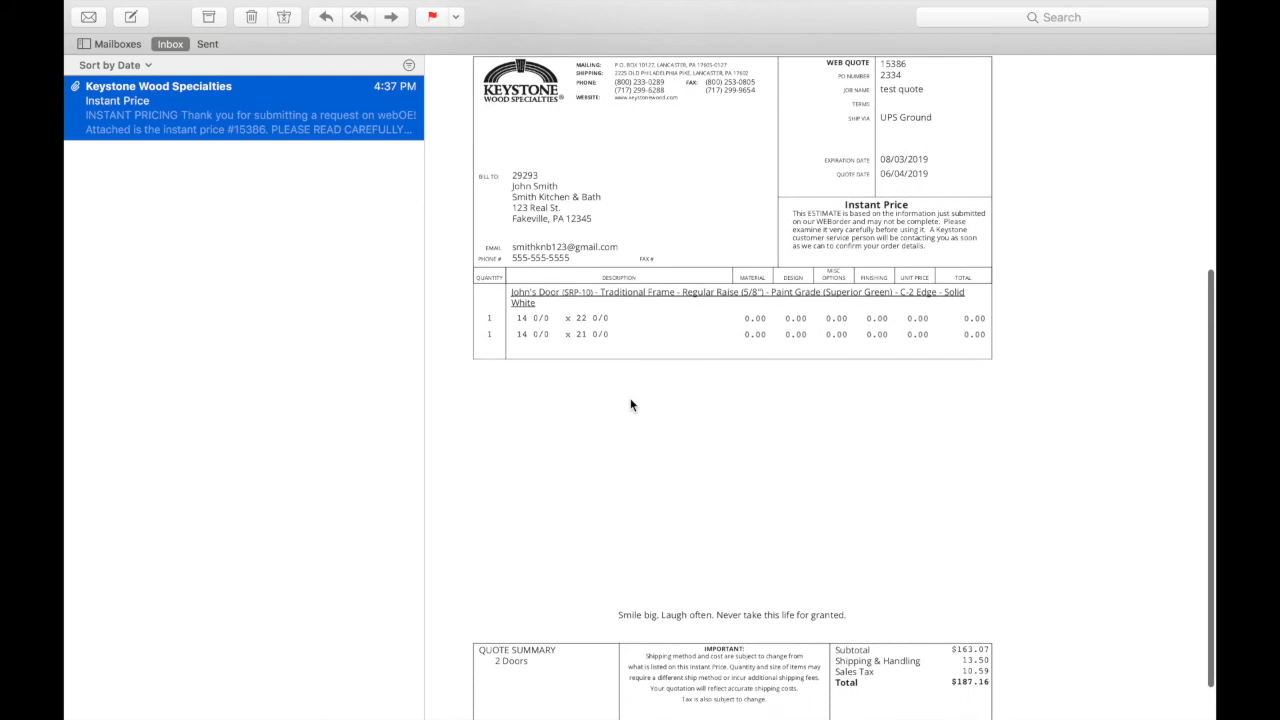 Search
Mailboxes Inbox Sent
Sort by Date
Keystone Wood Specialties 4:37 PM
Instant Price
INSTANT PRICING Thank you for submitting a request on webOE!
Attached is the instant price #15386. PLEASE READ CAREFULLY...
KEYSTONE
WOOD SPECIALTIES®
MAILING: P.O. BOX 10127, LANCASTER, PA 17605-0127
SHIPPING: 2225 OLD PHILADELPHIA PIKE, LANCASTER, PA 17602
PHONE: (800) 233-0289 FAX: (800) 253-0805
(717) 299-6288 (717) 299-9654
WEBSITE: www.keystonewood.com
WEB QUOTE 15386
PO NUMBER 2334
JOB NAME test quote
TERMS
SHIP VIA UPS Ground
EXPIRATION DATE 08/03/2019
QUOTE DATE 06/04/2019
BILL TO: 29293
John Smith
Smith Kitchen & Bath
123 Real St.
Fakeville, PA 12345
EMAIL smithknb123@gmail.com
PHONE # 555-555-5555 FAX #
Instant Price
This ESTIMATE is based on the information just submitted
on our WEBorder and may not be complete. Please
examine it very carefully before using it. A Keystone
customer service person will be contacting you as soon
as we can to confirm your order details.
QUANTITY DESCRIPTION MATERIAL DESIGN MISC OPTIONS FINISHING UNIT PRICE TOTAL
John's Door (SRP-10) - Traditional Frame - Regular Raise (5/8") - Paint Grade (Superior Green) - C-2 Edge - Solid
White
1 14 0/0 x 22 0/0 0.00 0.00 0.00 0.00 0.00 0.00
1 14 0/0 x 21 0/0 0.00 0.00 0.00 0.00 0.00 0.00
Smile big. Laugh often. Never take this life for granted.
QUOTE SUMMARY
2 Doors
IMPORTANT:
Shipping method and cost are subject to change from
what is listed on this Instant Price. Quantity and size of items may
require a different ship method or incur additional shipping fees.
Your quotation will reflect accurate shipping costs.
Tax is also subject to change.
Subtotal $163.07
Shipping & Handling 13.50
Sales Tax 10.59
Total $187.16